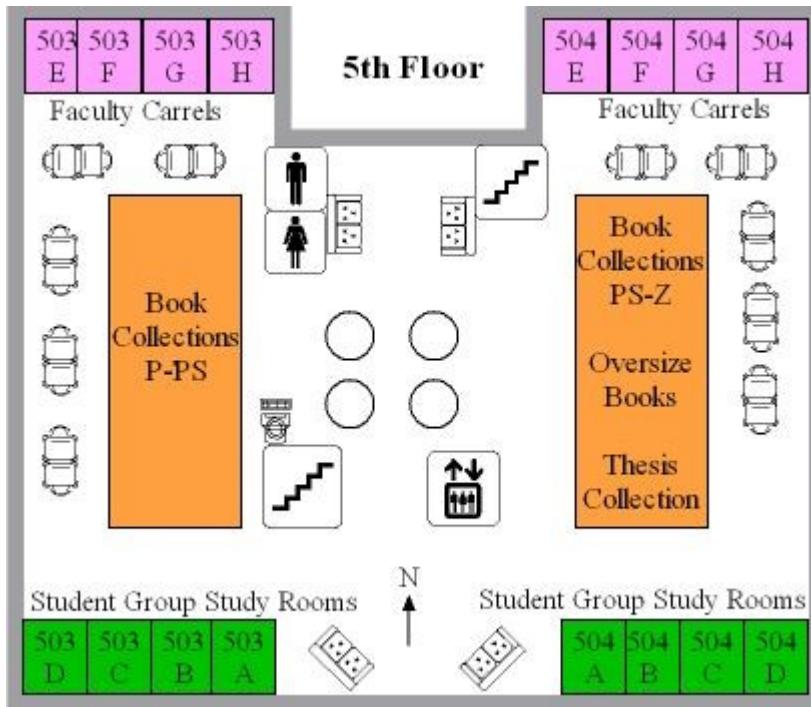 503 E
503 F
503 G
503 H
5th Floor
504 E
504 F
504 G
504 H
Faculty Carrels
Faculty Carrels
Book
Collections
P-PS
Book
Collections
PS-Z
Oversize
Books
Thesis
Collection
N
Student Group Study Rooms
Student Group Study Rooms
503 D
503 C
503 B
503 A
504 A
504 B
504 C
504 D